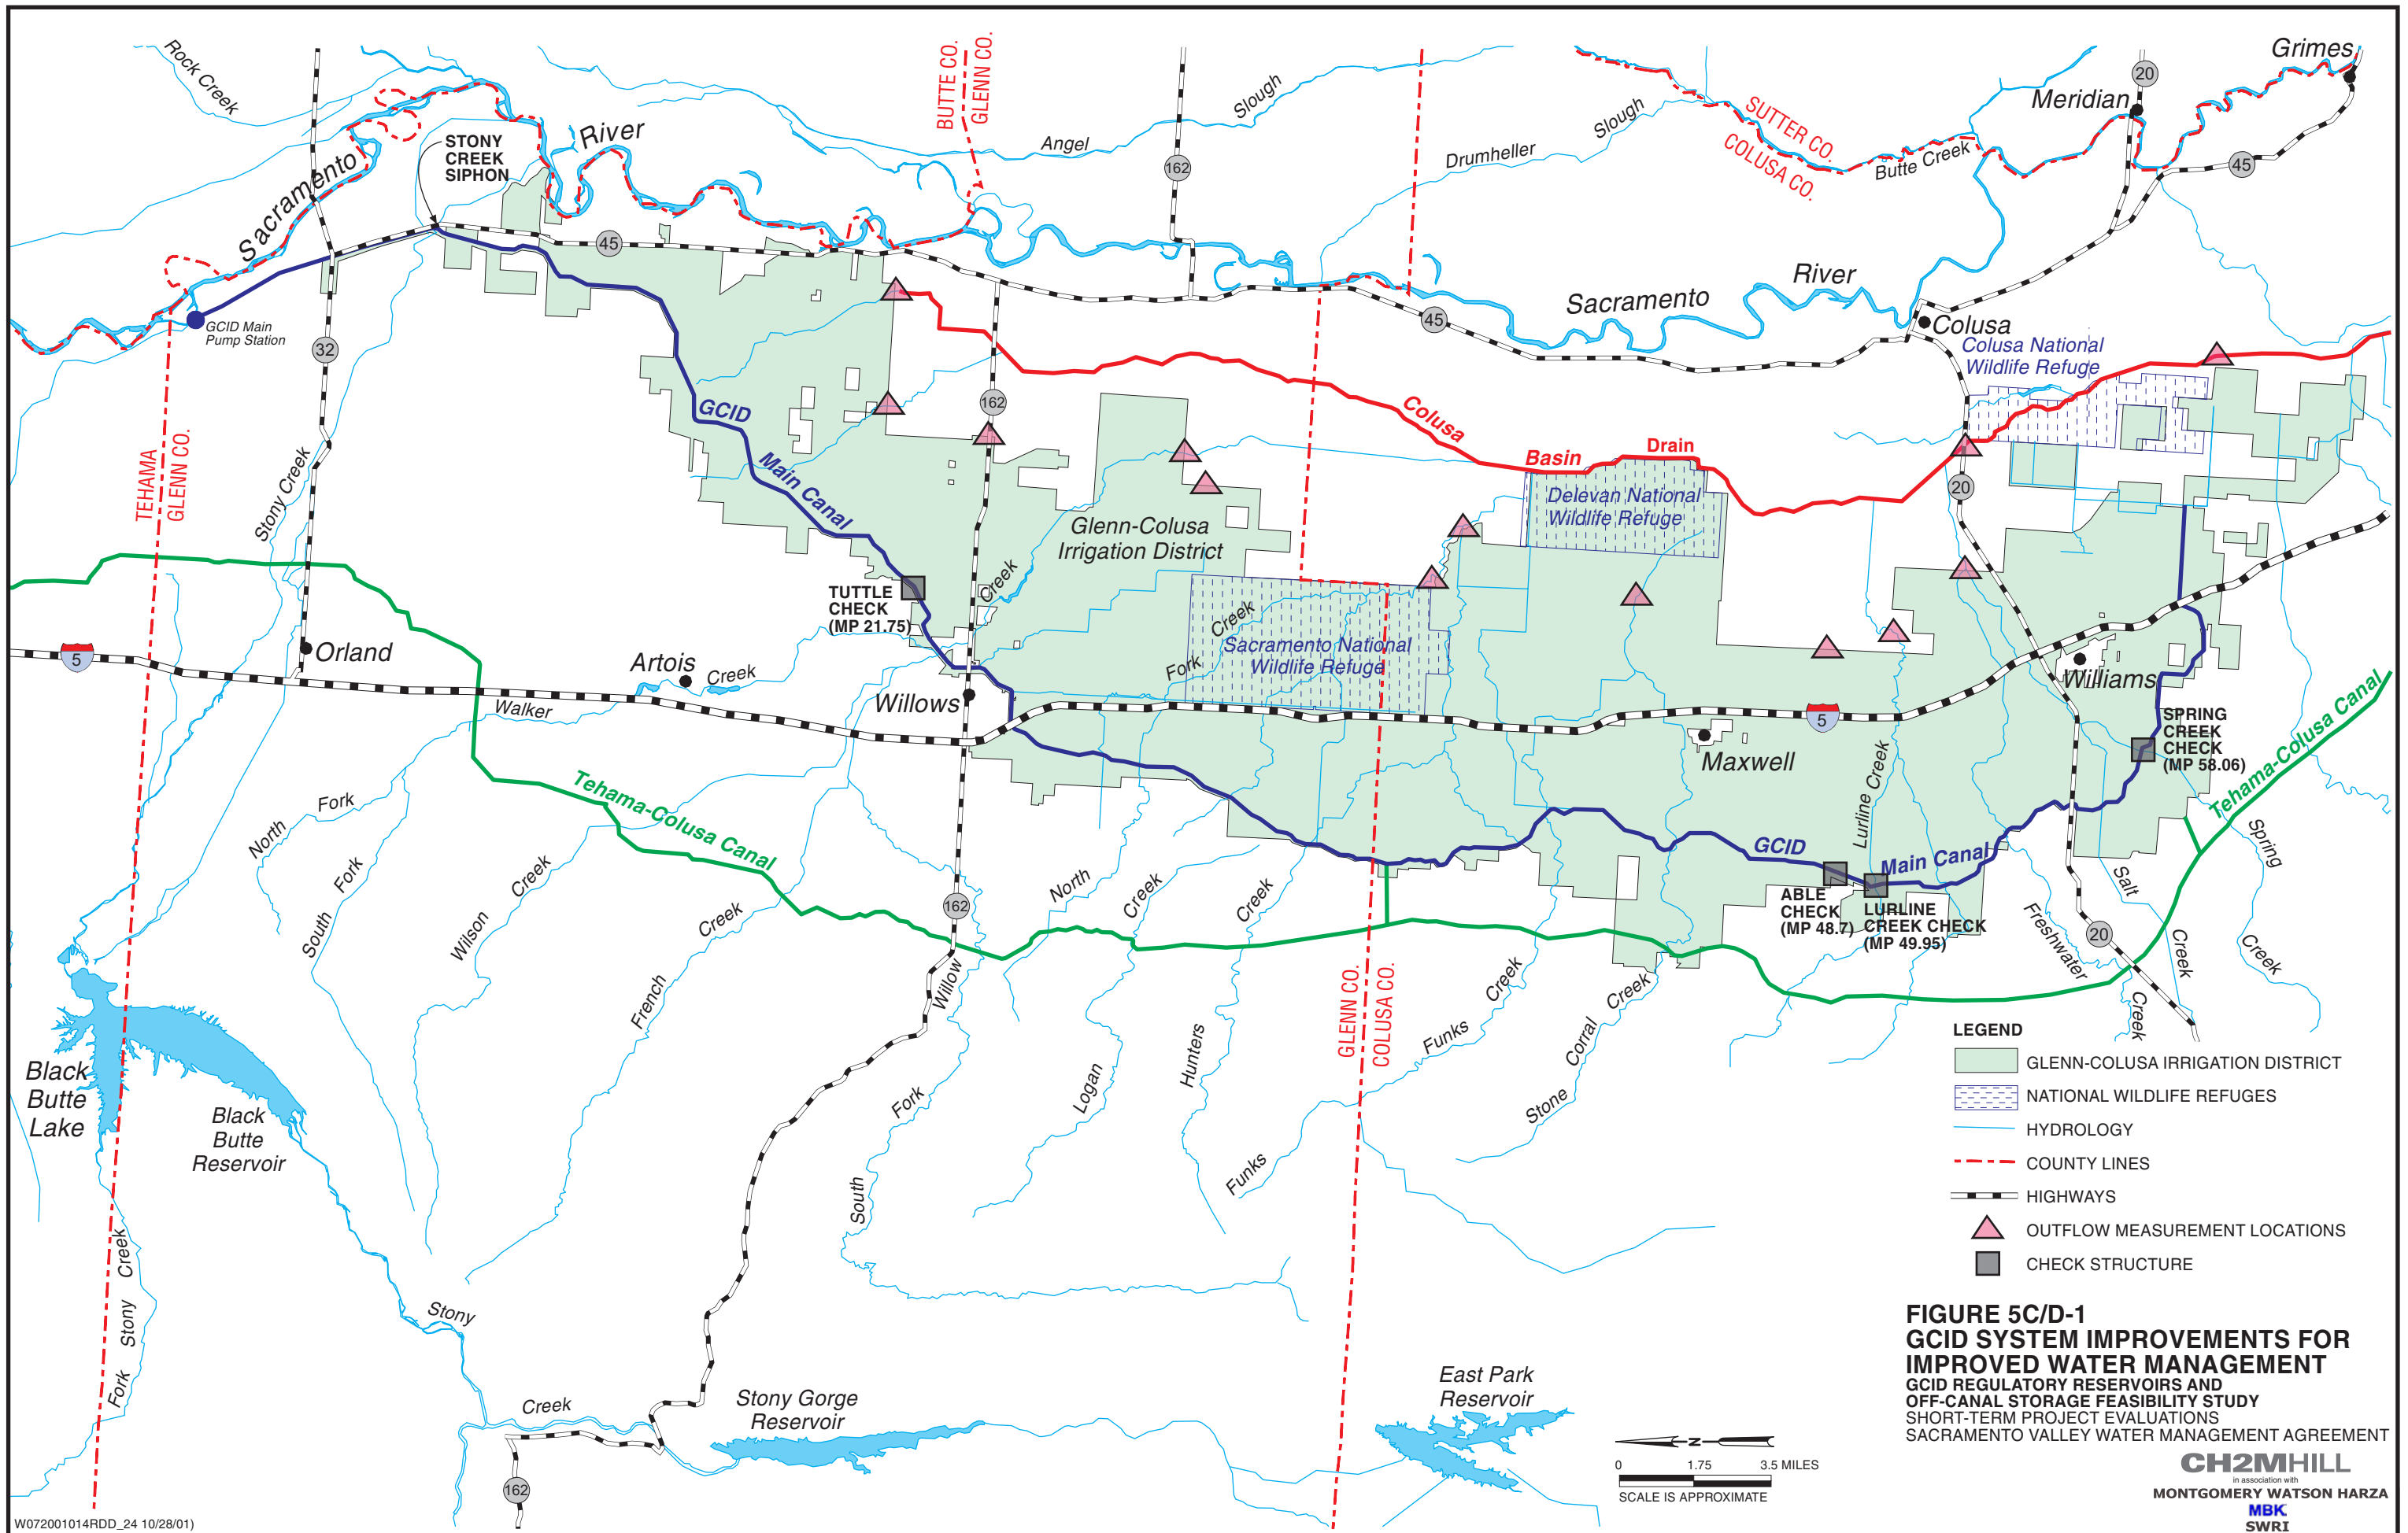 Rock Creek
Sacramento
River
STONY
CREEK
SIPHON
BUTTE CO.
GLENN CO.
Angel
Slough
162
Drumheller
Slough
SUTTER CO.
COLUSA CO.
Butte Creek
Meridian
20
Grimes
45
GCID Main
Pump Station
32
45
45
Sacramento
River
Colusa
Colusa National
Wildlife Refuge
TEHAMA
GLENN CO.
Stony Creek
GCID
Main Canal
162
Colusa
Basin
Drain
Delevan National
Wildlife Refuge
20
Glenn-Colusa
Irrigation District
TUTTLE
CHECK
(MP 21.75)
Creek
Creek
Fork
Sacramento National
Wildlife Refuge
5
Orland
Artois
Creek
Walker
Willows
Maxwell
5
Williams
SPRING
CREEK
CHECK
(MP 58.06)
Tehama-Colusa Canal
Lurline Creek
GCID
Main Canal
ABLE
CHECK
(MP 48.7)
LURLINE
CREEK CHECK
(MP 49.95)
Tehama-Colusa Canal
North
Fork
South
Fork
Wilson
Creek
French
Creek
162
Willow
North
Creek
Creek
Fork
South
Logan
Hunters
GLENN CO.
COLUSA CO.
Funks
Funks
Creek
Stone
Corral
Creek
Freshwater
Creek
Salt
Creek
20
Spring
Creek
Black
Butte
Lake
Black
Butte
Reservoir
Fork
Stony
Creek
Stony
Creek
162
Stony Gorge
Reservoir
East Park
Reservoir
LEGEND
GLENN-COLUSA IRRIGATION DISTRICT
NATIONAL WILDLIFE REFUGES
HYDROLOGY
COUNTY LINES
HIGHWAYS
OUTFLOW MEASUREMENT LOCATIONS
CHECK STRUCTURE
N
0 1.75 3.5 MILES
SCALE IS APPROXIMATE
FIGURE 5C/D-1
GCID SYSTEM IMPROVEMENTS FOR
IMPROVED WATER MANAGEMENT
GCID REGULATORY RESERVOIRS AND
OFF-CANAL STORAGE FEASIBILITY STUDY
SHORT-TERM PROJECT EVALUATIONS
SACRAMENTO VALLEY WATER MANAGEMENT AGREEMENT
CH2MHILL
in association with
MONTGOMERY WATSON HARZA
MBK
SWRI
W072001014RDD_24 10/28/01)